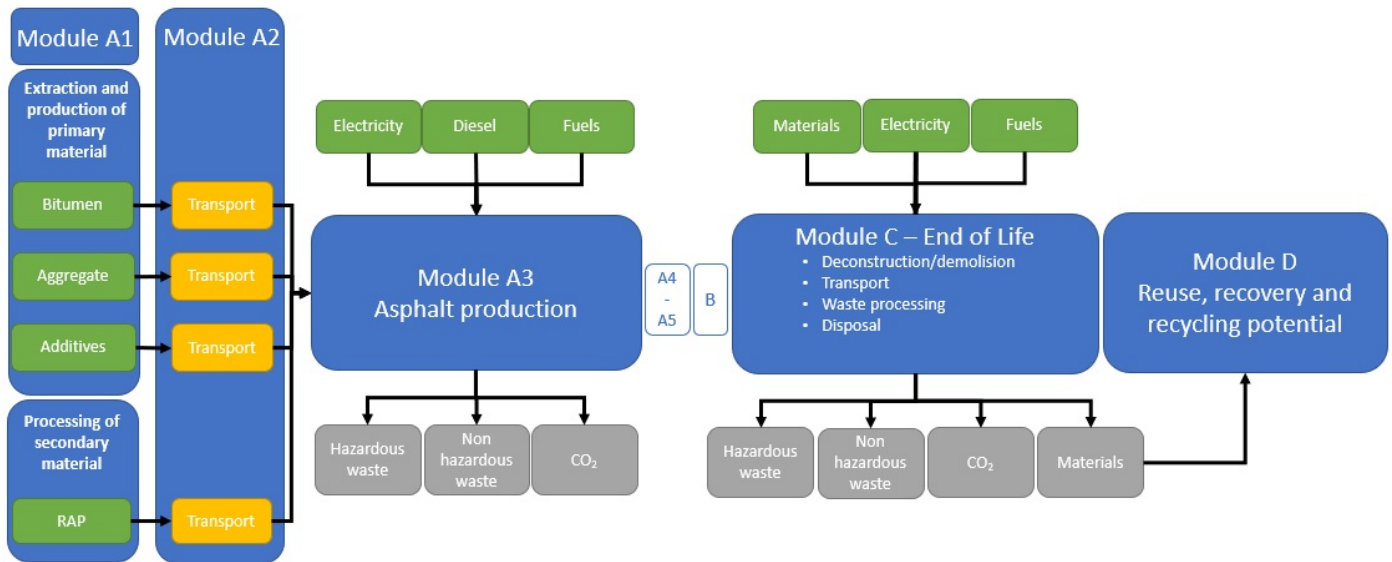 Module A1
Module A2
Extraction and
production of
primary
material
Bitumen
Transport
Aggregate
Transport
Additives
Transport
Processing of
secondary
material
RAP
Transport
Electricity
Diesel
Fuels
Module A3
Asphalt production
Hazardous
waste
Non
hazardous
waste
CO₂
A4
-
A5
B
Materials
Electricity
Fuels
Module C – End of Life
• Deconstruction/demolision
• Transport
• Waste processing
• Disposal
Hazardous
waste
Non
hazardous
waste
CO₂
Materials
Module D
Reuse, recovery and
recycling potential